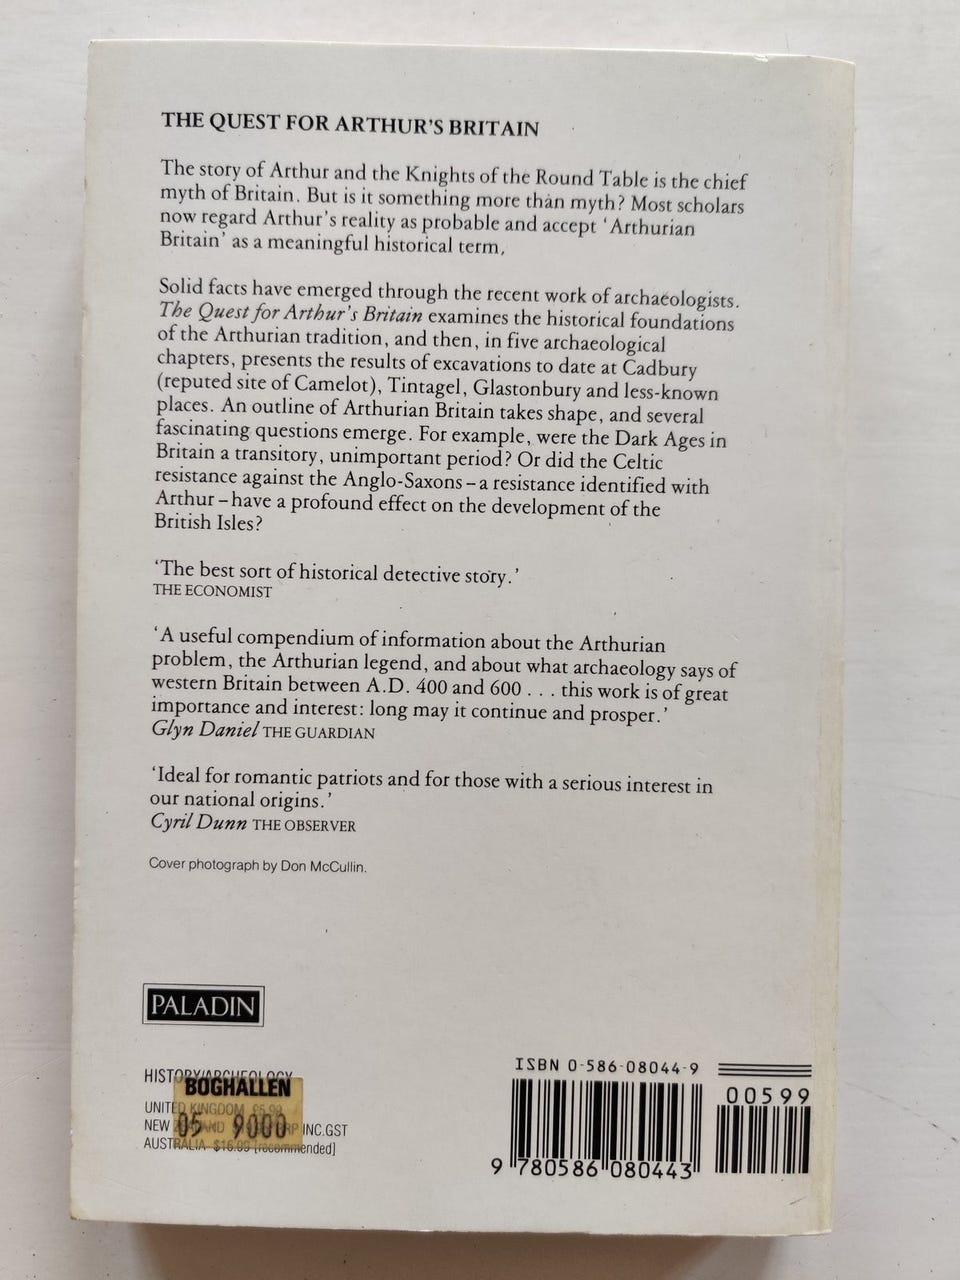 THE QUEST FOR ARTHUR'S BRITAIN
The story of Arthur and the Knights of the Round Table is the chief
myth of Britain. But is it something more than myth? Most scholars
now regard Arthur's reality as probable and accept 'Arthurian
Britain' as a meaningful historical term,
Solid facts have emerged through the recent work of archaeologists.
The Quest for Arthur's Britain examines the historical foundations
of the Arthurian tradition, and then, in five archaeological
chapters, presents the results of excavations to date at Cadbury
(reputed site of Camelot), Tintagel, Glastonbury and less-known
places. An outline of Arthurian Britain takes shape, and several
fascinating questions emerge. For example, were the Dark Ages in
Britain a transitory, unimportant period? Or did the Celtic
resistance against the Anglo-Saxons – a resistance identified with
Arthur – have a profound effect on the development of the
British Isles?
'The best sort of historical detective story.'
THE ECONOMIST
'A useful compendium of information about the Arthurian
problem, the Arthurian legend, and about what archaeology says of
western Britain between A.D. 400 and 600 . . . this work is of great
importance and interest: long may it continue and prosper.'
Glyn Daniel THE GUARDIAN
'Ideal for romantic patriots and for those with a serious interest in
our national origins.'
Cyril Dunn THE OBSERVER
Cover photograph by Don McCullin.
PALADIN
HISTORY/ARCHEOLOGY
BOGHALLEN
UNITED KINGDOM £5.99
05 9000
NEW INC.GST
AUSTRALIA $16.99 [recommended]
ISBN 0-586-08044-9
00599
9 780586 080443